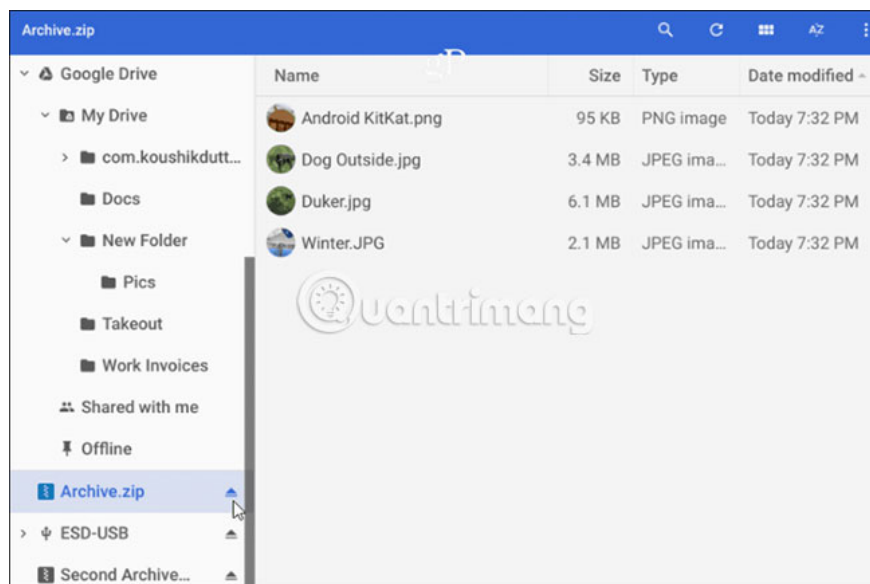 Archive.zip
AZ
Google Drive
Name Size Type Date modified
My Drive
Android KitKat.png 95 KB PNG image Today 7:32 PM
com.koushikdutt...
Dog Outside.jpg 3.4 MB JPEG ima... Today 7:32 PM
Docs
Duker.jpg 6.1 MB JPEG ima... Today 7:32 PM
New Folder
Winter.JPG 2.1 MB JPEG ima... Today 7:32 PM
Pics
Quantrimang
Takeout
Work Invoices
Shared with me
Offline
Archive.zip
ESD-USB
Second Archive...